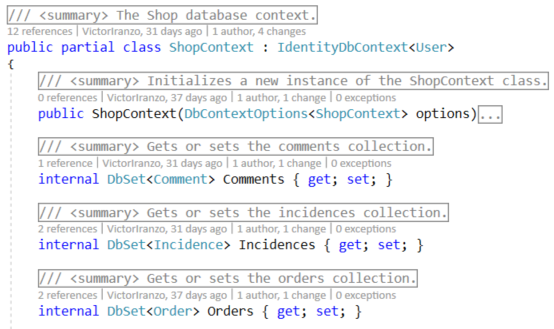 /// <summary> The Shop database context.
12 references | VictorIranzo, 31 days ago | 1 author, 4 changes
public partial class ShopContext : IdentityDbContext<User>
{
/// <summary> Initializes a new instance of the ShopContext class.
0 references | VictorIranzo, 37 days ago | 1 author, 1 change | 0 exceptions
public ShopContext(DbContextOptions<ShopContext> options)...
/// <summary> Gets or sets the comments collection.
1 reference | VictorIranzo, 31 days ago | 1 author, 1 change | 0 exceptions
internal DbSet<Comment> Comments { get; set; }
/// <summary> Gets or sets the incidences collection.
2 references | VictorIranzo, 31 days ago | 1 author, 1 change | 0 exceptions
internal DbSet<Incidence> Incidences { get; set; }
/// <summary> Gets or sets the orders collection.
2 references | VictorIranzo, 37 days ago | 1 author, 1 change | 0 exceptions
internal DbSet<Order> Orders { get; set; }